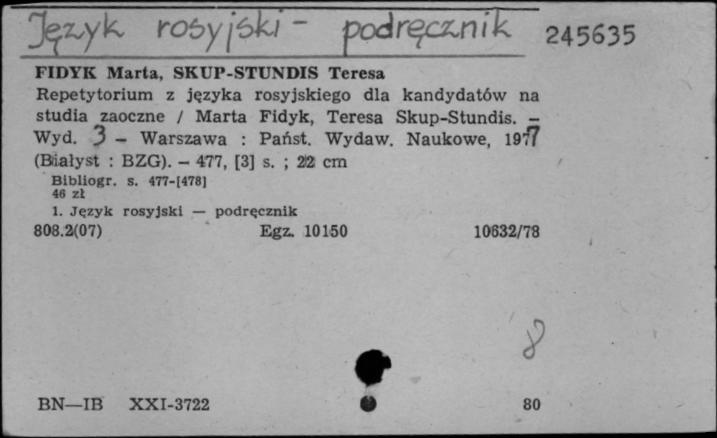 Język rosyjski - podręcznik 245635
FIDYK Marta, SKUP-STUNDIS Teresa
Repetytorium z języka rosyjskiego dla kandydatów na
studia zaoczne / Marta Fidyk, Teresa Skup-Stundis. –
Wyd. 3 – Warszawa : Państ. Wydaw. Naukowe, 1977
(Białyst : BZG). – 477, [3] s. ; 22 cm
Bibliogr. s. 477-[478]
46 zł
1. Język rosyjski — podręcznik
808.2(07) Egz. 10150 10632/78
8
BN—IB XXI-3722 80